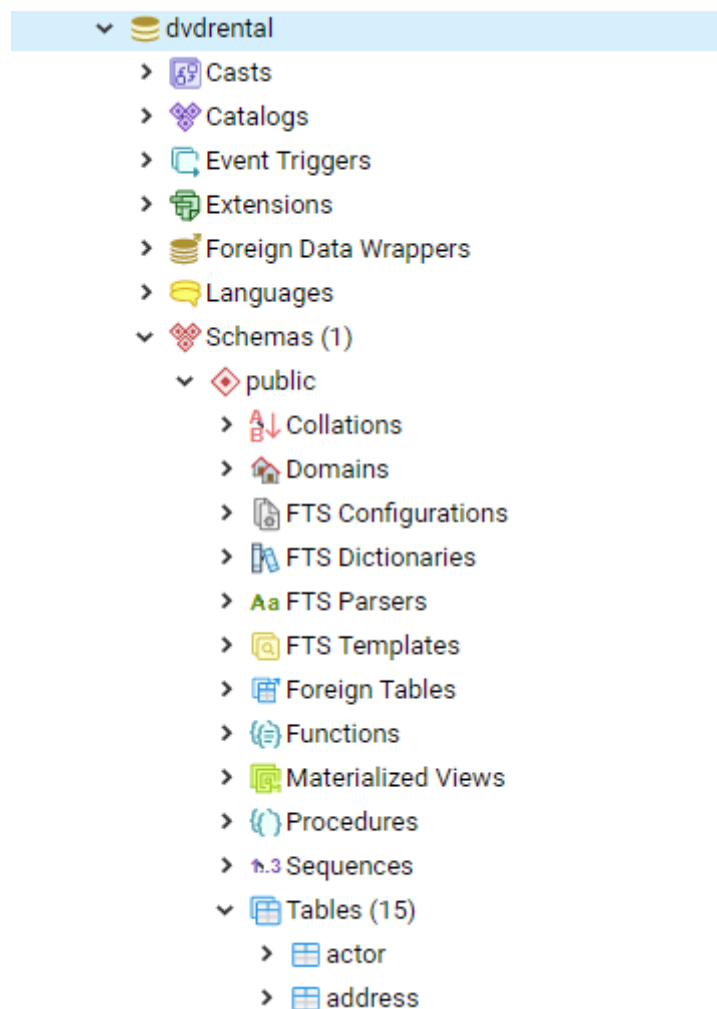 dvdrental
Casts
Catalogs
Event Triggers
Extensions
Foreign Data Wrappers
Languages
Schemas (1)
public
Collations
Domains
FTS Configurations
FTS Dictionaries
Aa FTS Parsers
FTS Templates
Foreign Tables
Functions
Materialized Views
Procedures
1..3 Sequences
Tables (15)
actor
address